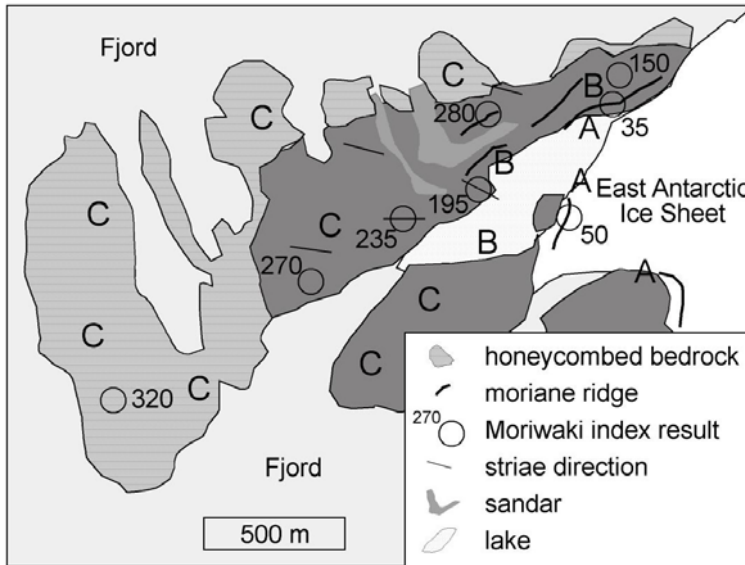 Fjord
C
B
150
280
A
35
C
B
A
East Antarctic
Ice Sheet
C
195
C
235
B
50
270
C
A
C
C
C
320
Fjord
500 m
honeycombed bedrock
moriane ridge
270
Moriwaki index result
striae direction
sandar
lake